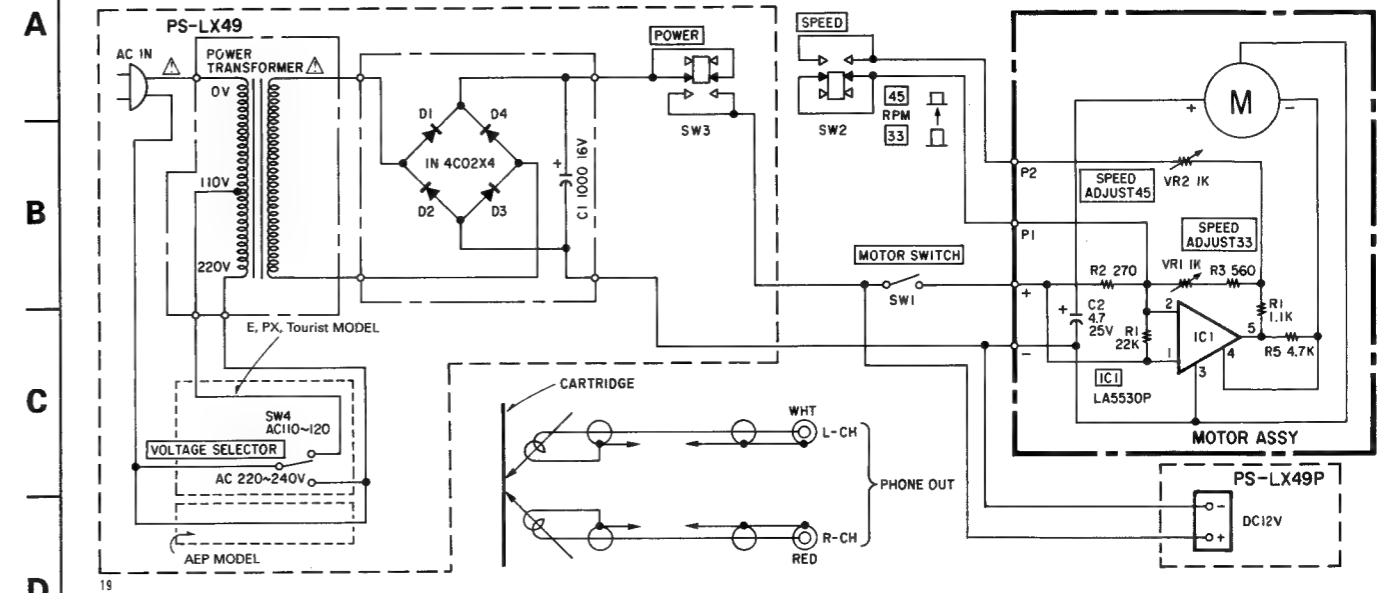 A
B
C
D
PS-LX49
AC IN
POWER
TRANSFORMER
0V
110V
220V
D1
D4
IN 4C02X4
D2
D3
+
C1 1000 16V
POWER
SW3
SPEED
SW2
45
RPM
33
MOTOR SWITCH
SW1
M
+
-
P2
SPEED
ADJUST45
VR2 1K
P1
SPEED
ADJUST33
R2 270
VR1 1K
R3 560
+
+
C2
4.7
25V
R1
22K
2
1
IC1
3
4
5
R1
1.1K
R5 4.7K
-
IC1
LA5530P
MOTOR ASSY
E, PX, Tourist MODEL
SW4
AC110~120
VOLTAGE SELECTOR
AC 220~240V
AEP MODEL
CARTRIDGE
WHT
L-CH
PHONE OUT
R-CH
RED
PS-LX49P
-
DC12V
+
19